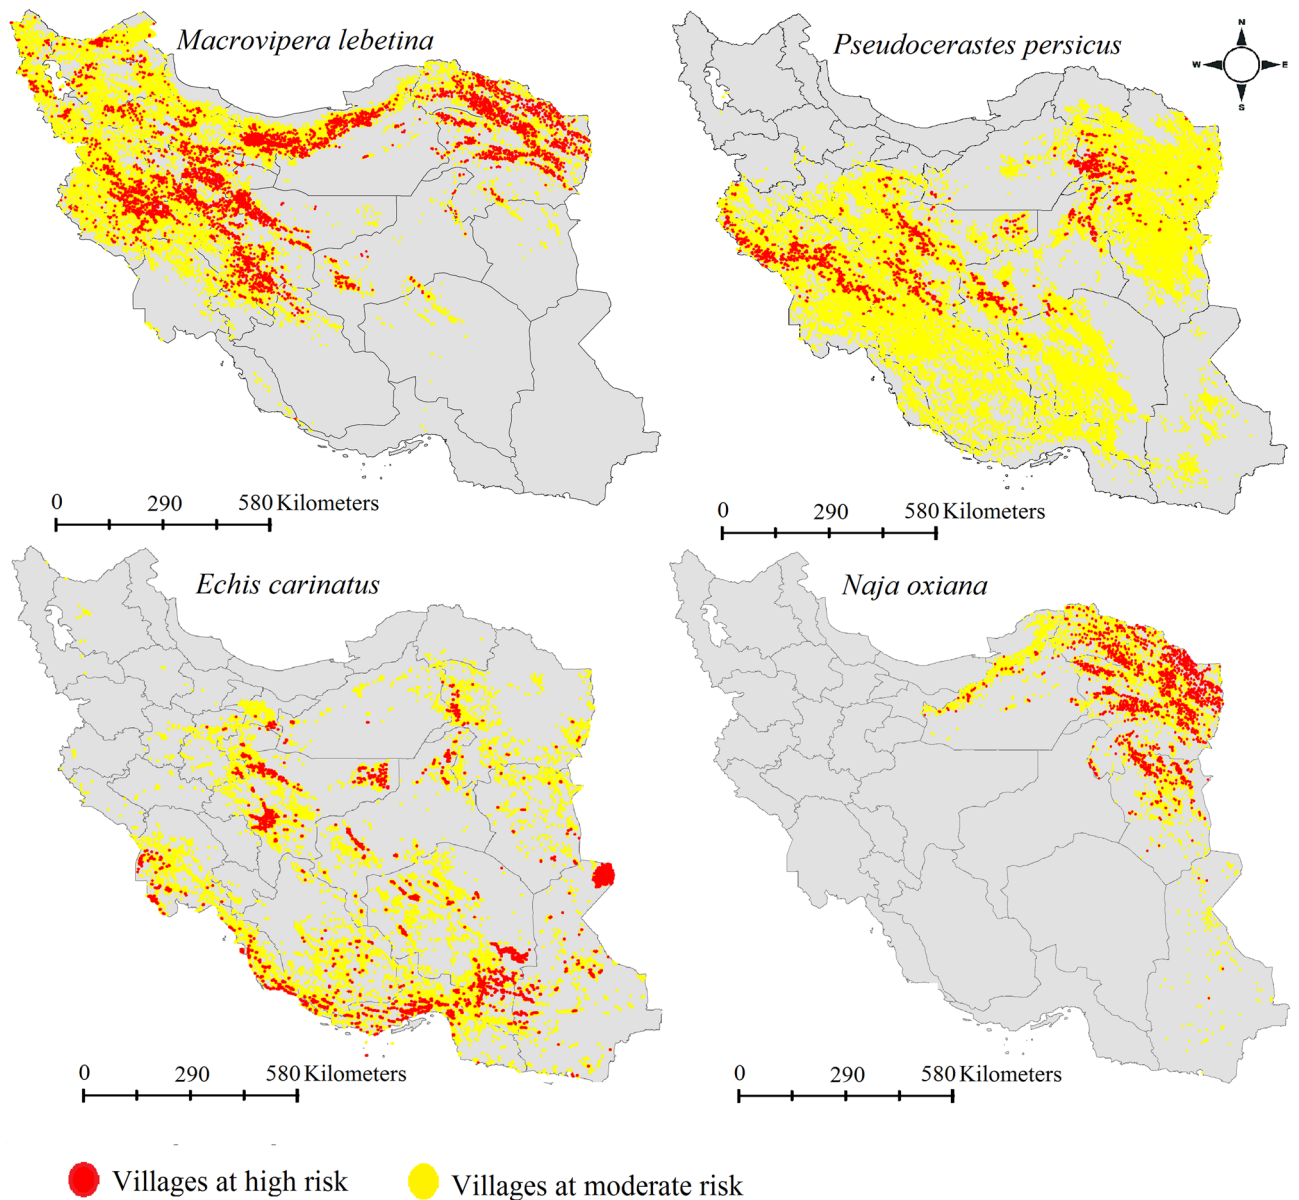 Macrovipera lebetina
Pseudocerastes persicus
N
W E
S
0 290 580 Kilometers
0 290 580 Kilometers
Echis carinatus
Naja oxiana
0 290 580 Kilometers
0 290 580 Kilometers
Villages at high risk
Villages at moderate risk